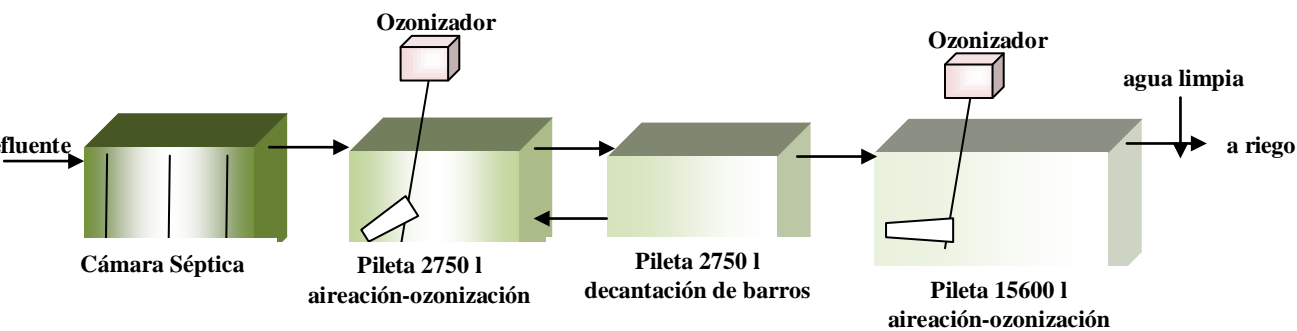 Ozonizador
Ozonizador
agua limpia
fluente
a riego
Cámara Séptica
Pileta 2750 l
aireación-ozonización
Pileta 2750 l
decantación de barros
Pileta 15600 l
aireación-ozonización